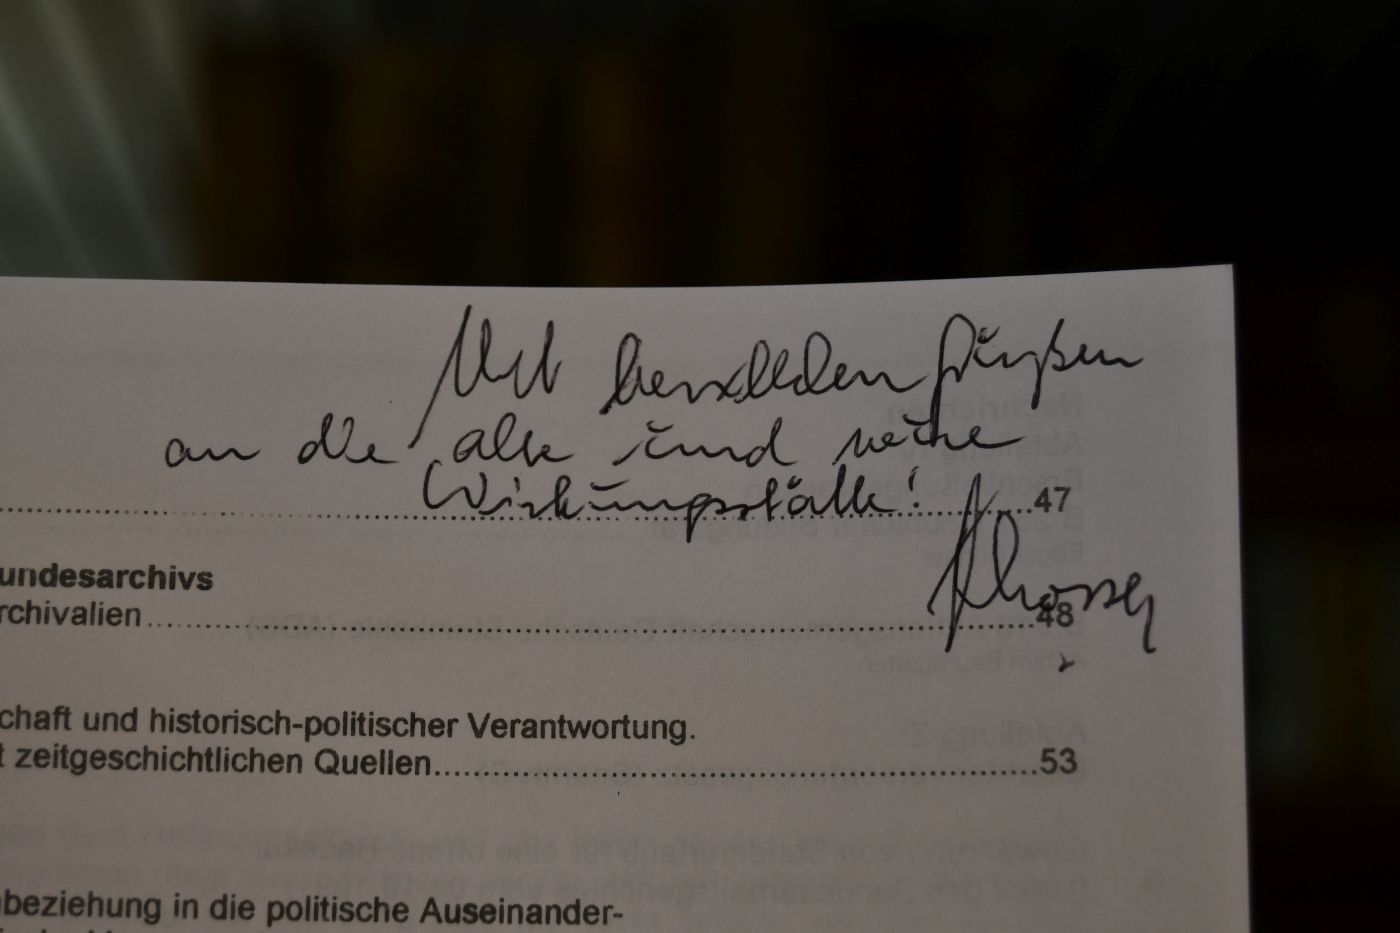 Mit herzlichen Grüßen
an die alte und neue
Wirkungsstätte!
47
undesarchivs
rchivalien 48
chaft und historisch-politischer Verantwortung.
t zeitgeschichtlichen Quellen 53
beziehung in die politische Auseinander-